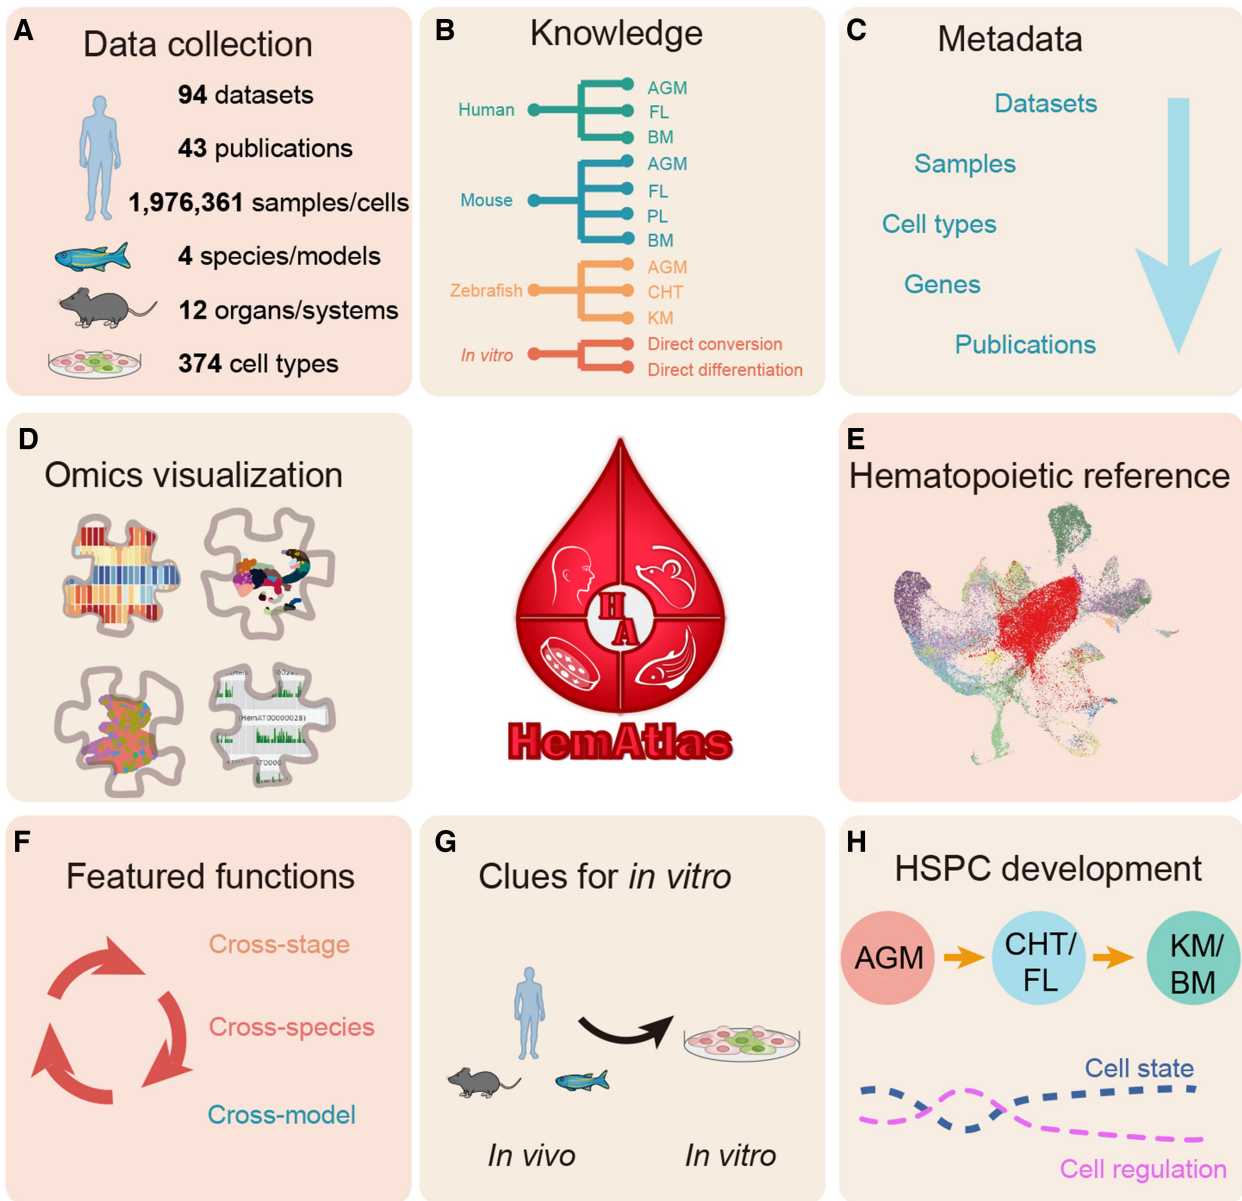 A
Data collection
94 datasets
43 publications
1,976,361 samples/cells
4 species/models
12 organs/systems
374 cell types
B
Knowledge
Human
AGM
FL
BM
Mouse
AGM
FL
PL
BM
Zebrafish
AGM
CHT
KM
In vitro
Direct conversion
Direct differentiation
C
Metadata
Datasets
Samples
Cell types
Genes
Publications
D
Omics visualization
(HemAT00000028)
H
A
HemAtlas
E
Hematopoietic reference
F
Featured functions
Cross-stage
Cross-species
Cross-model
G
Clues for in vitro
In vivo
In vitro
H
HSPC development
AGM
CHT/
FL
KM/
BM
Cell state
Cell regulation